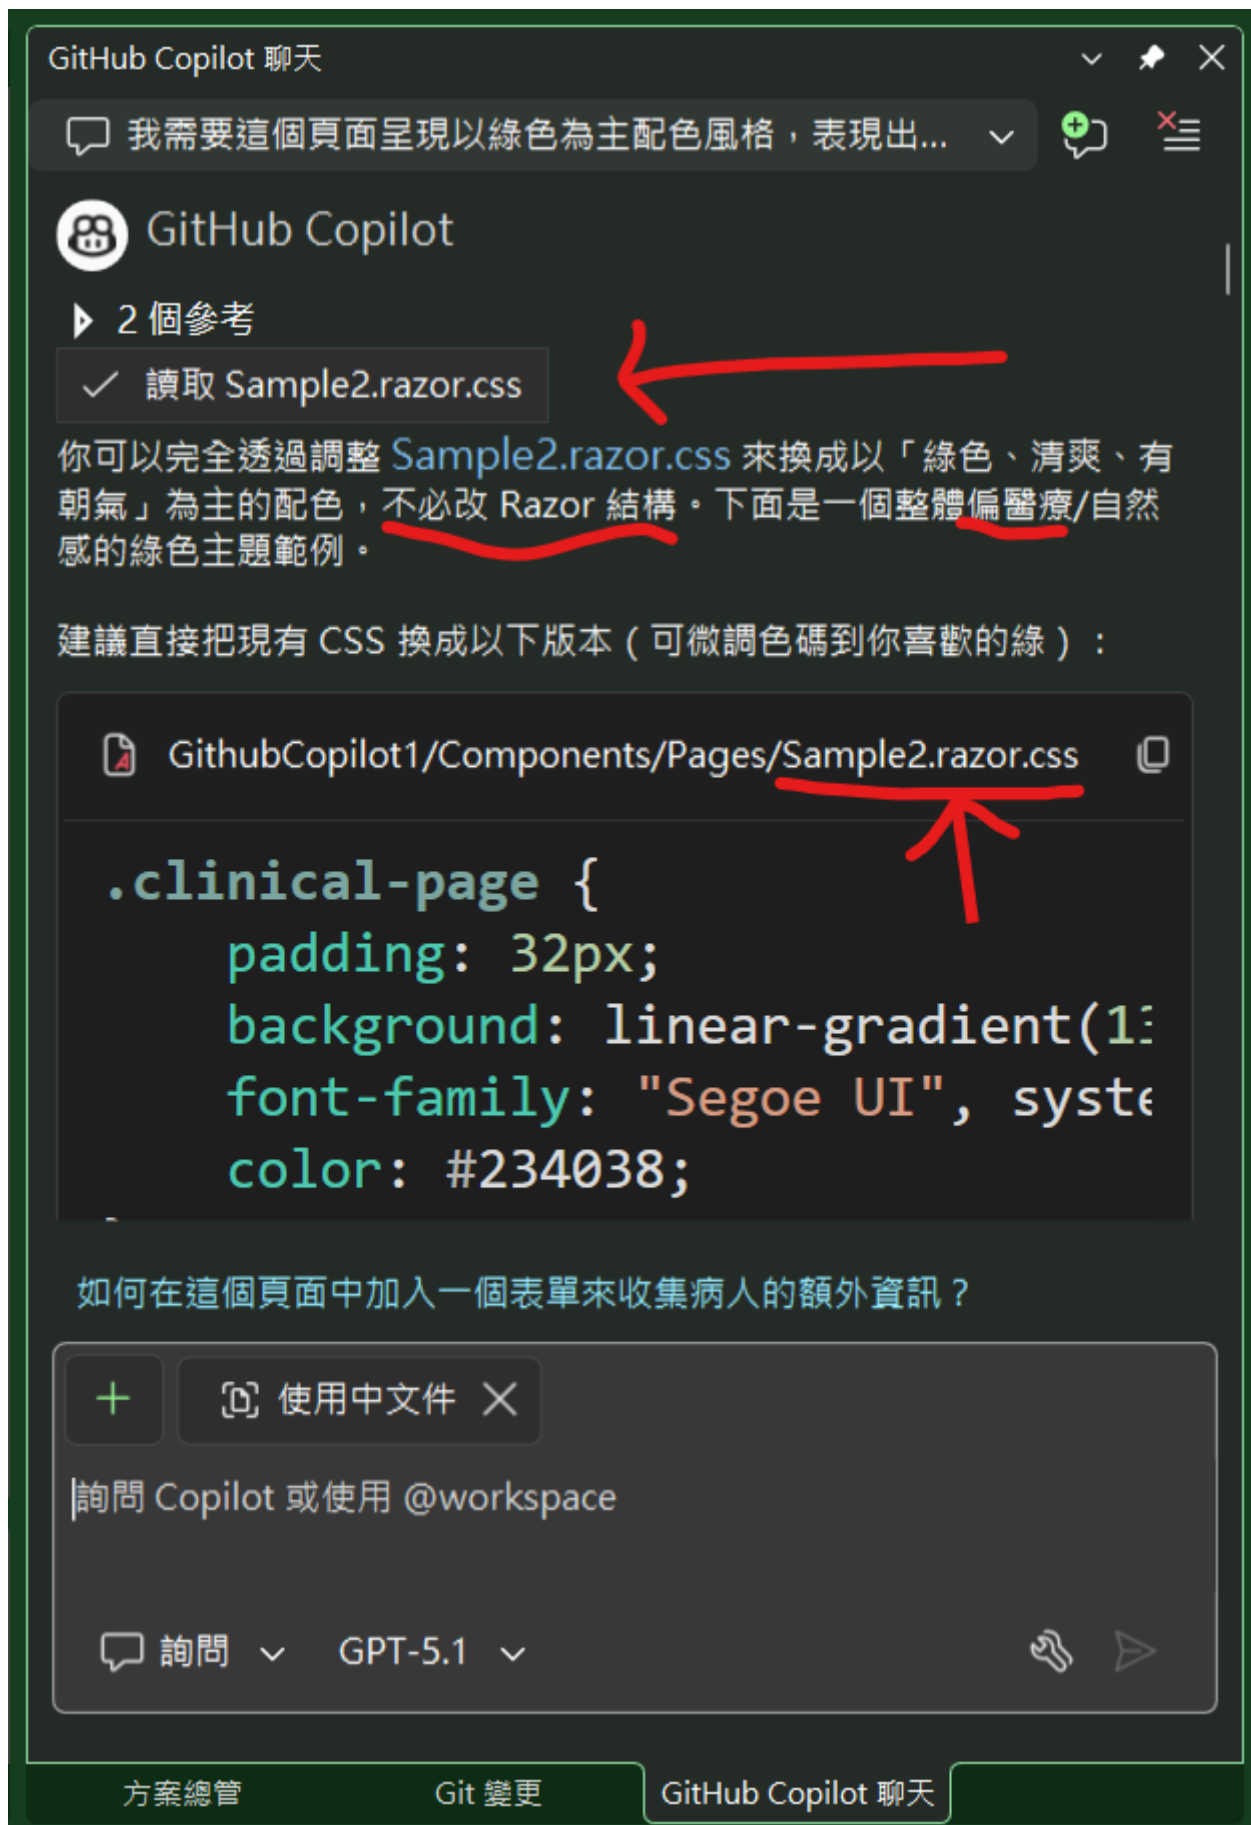 GitHub Copilot 聊天
我需要這個頁面呈現以綠色為主配色風格，表現出...
GitHub Copilot
2 個參考
讀取 Sample2.razor.css
你可以完全透過調整 Sample2.razor.css 來換成以「綠色、清爽、有
朝氣」為主的配色，不必改 Razor 結構。下面是一個整體偏醫療/自然
感的綠色主題範例。
建議直接把現有 CSS 換成以下版本（可微調色碼到你喜歡的綠）：
GithubCopilot1/Components/Pages/Sample2.razor.css
.clinical-page {
padding: 32px;
background: linear-gradient(13
font-family: "Segoe UI", syste
color: #234038;
如何在這個頁面中加入一個表單來收集病人的額外資訊？
使用中文件
詢問 Copilot 或使用 @workspace
詢問 GPT-5.1
方案總管 Git 變更 GitHub Copilot 聊天